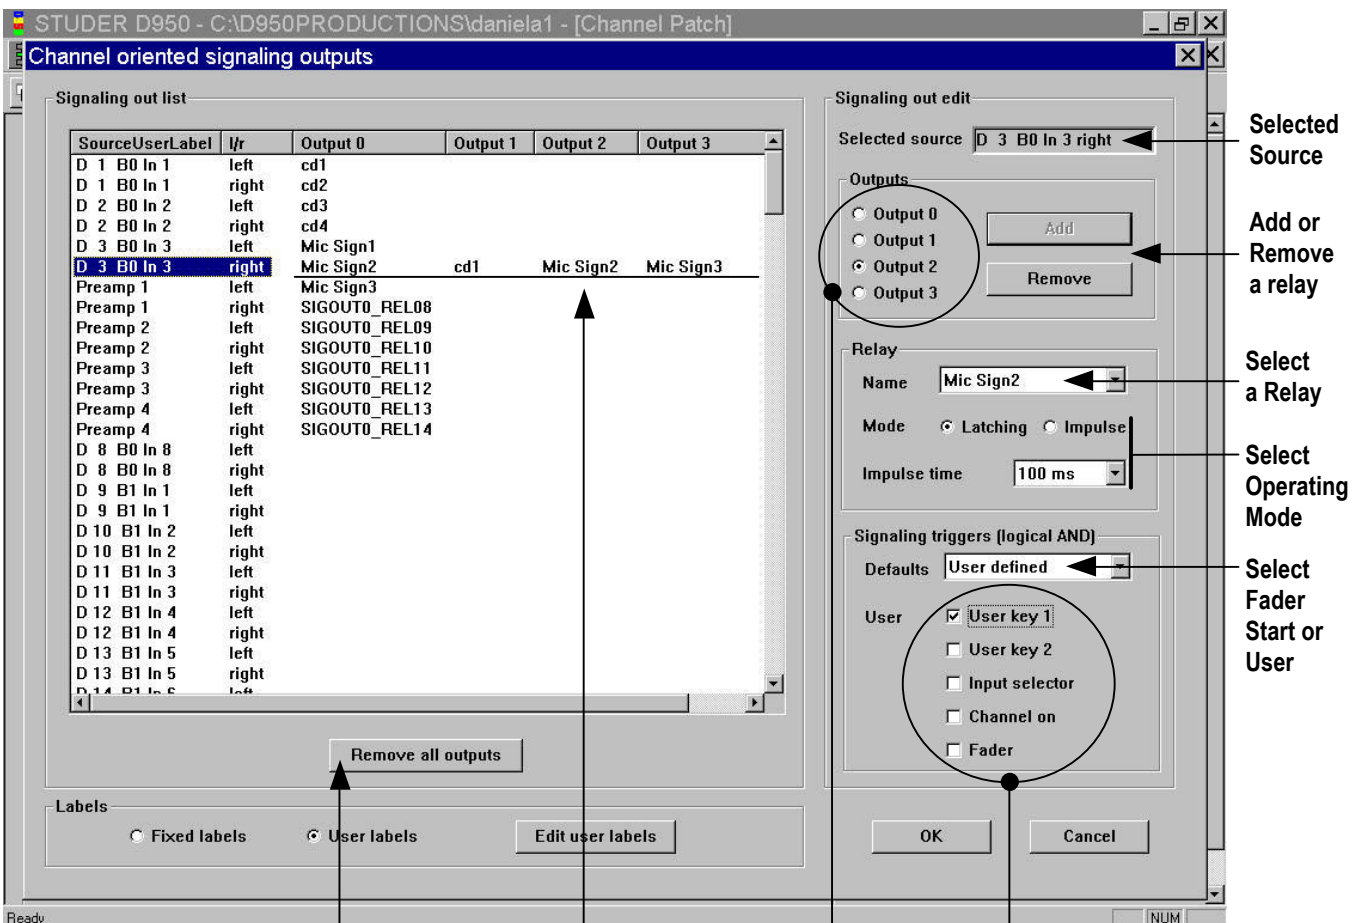 STUDER D950 - C:\D950PRODUCTIONS\daniela1 - [Channel Patch]
Channel oriented signaling outputs
Signaling out list
SourceUserLabel l/r Output 0 Output 1 Output 2 Output 3
D 1 B0 In 1 left cd1
D 1 B0 In 1 right cd2
D 2 B0 In 2 left cd3
D 2 B0 In 2 right cd4
D 3 B0 In 3 left Mic Sign1
D 3 B0 In 3 right Mic Sign2 cd1 Mic Sign2 Mic Sign3
Preamp 1 left Mic Sign3
Preamp 1 right SIGOUT0_REL08
Preamp 2 left SIGOUT0_REL09
Preamp 2 right SIGOUT0_REL10
Preamp 3 left SIGOUT0_REL11
Preamp 3 right SIGOUT0_REL12
Preamp 4 left SIGOUT0_REL13
Preamp 4 right SIGOUT0_REL14
D 8 B0 In 8 left
D 8 B0 In 8 right
D 9 B1 In 1 left
D 9 B1 In 1 right
D 10 B1 In 2 left
D 10 B1 In 2 right
D 11 B1 In 3 left
D 11 B1 In 3 right
D 12 B1 In 4 left
D 12 B1 In 4 right
D 13 B1 In 5 left
D 13 B1 In 5 right
D 14 B1 In 6 left
Remove all outputs
Labels
Fixed labels
User labels
Edit user labels
Signaling out edit
Selected source D 3 B0 In 3 right
Outputs
Output 0
Output 1
Output 2
Output 3
Add
Remove
Relay
Name Mic Sign2
Mode Latching Impulse
Impulse time 100 ms
Signaling triggers (logical AND)
Defaults User defined
User User key 1
User key 2
Input selector
Channel on
Fader
OK
Cancel
Ready
NUM
Selected
Source
Add or
Remove
a relay
Select
a Relay
Select
Operating
Mode
Select
Fader
Start or
User